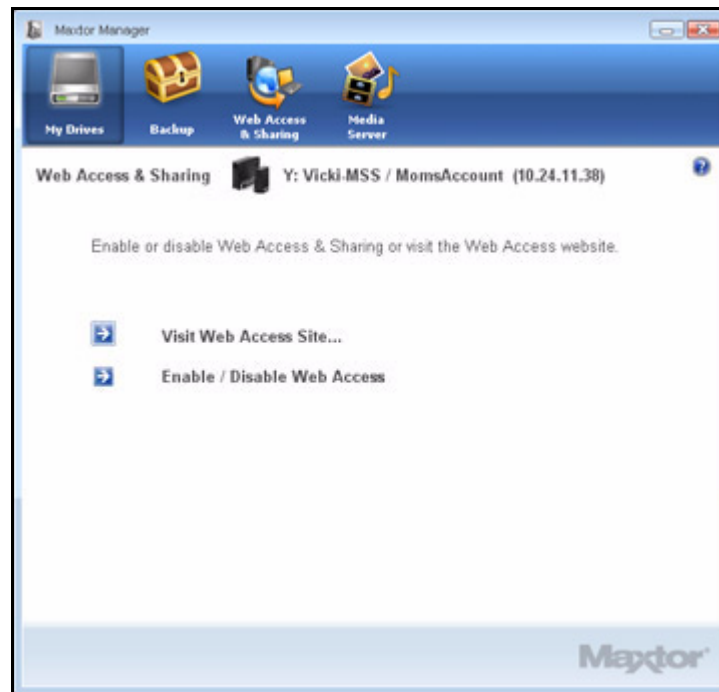 Maxtor Manager
My Drives
Backup
Web Access
& Sharing
Media
Server
Web Access & Sharing
Y: Vicki-MSS / MomsAccount (10.24.11.38)
?
Enable or disable Web Access & Sharing or visit the Web Access website.
Visit Web Access Site...
Enable / Disable Web Access
Maxtor